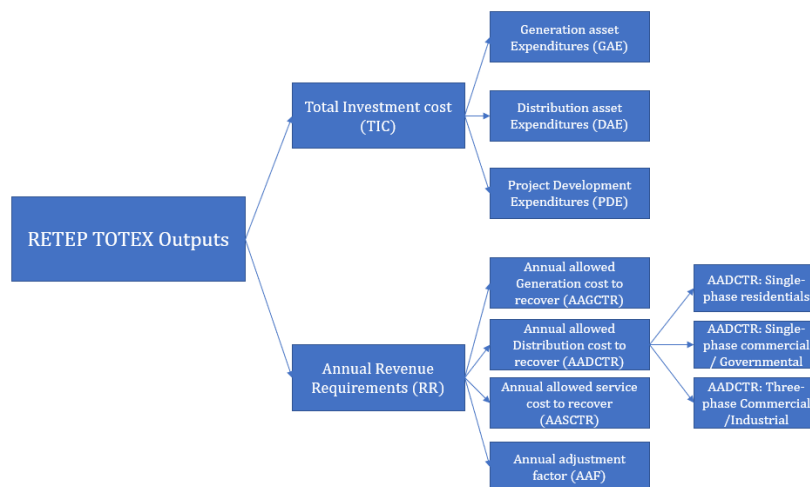 Generation asset
Expenditures (GAE)
Total Investment cost
(TIC)
Distribution asset
Expenditures (DAE)
Project Development
Expenditures (PDE)
RETEP TOTEX Outputs
Annual Revenue
Requirements (RR)
Annual allowed
Generation cost to
recover (AAGCTR)
Annual allowed
Distribution cost to
recover (AADCTR)
Annual allowed service
cost to recover
(AASCTR)
Annual adjustment
factor (AAF)
AADCTR: Single-
phase residentials
AADCTR: Single-
phase commercial
/ Governmental
AADCTR: Three-
phase Commercial
/Industrial